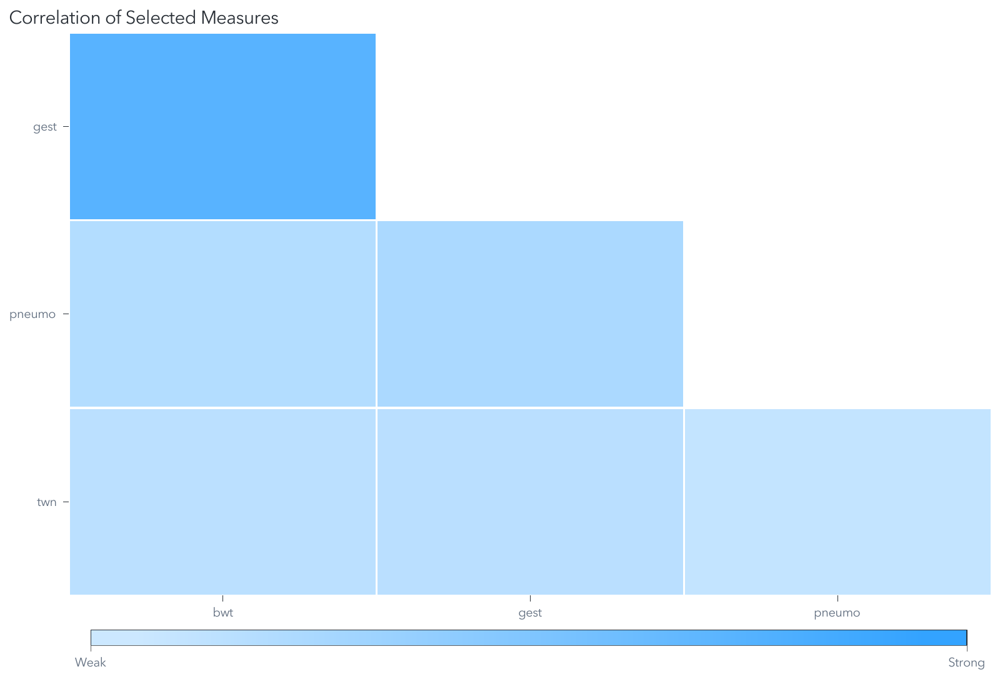 Correlation of Selected Measures
gest
pneumo
twn
bwt gest pneumo
Weak Strong